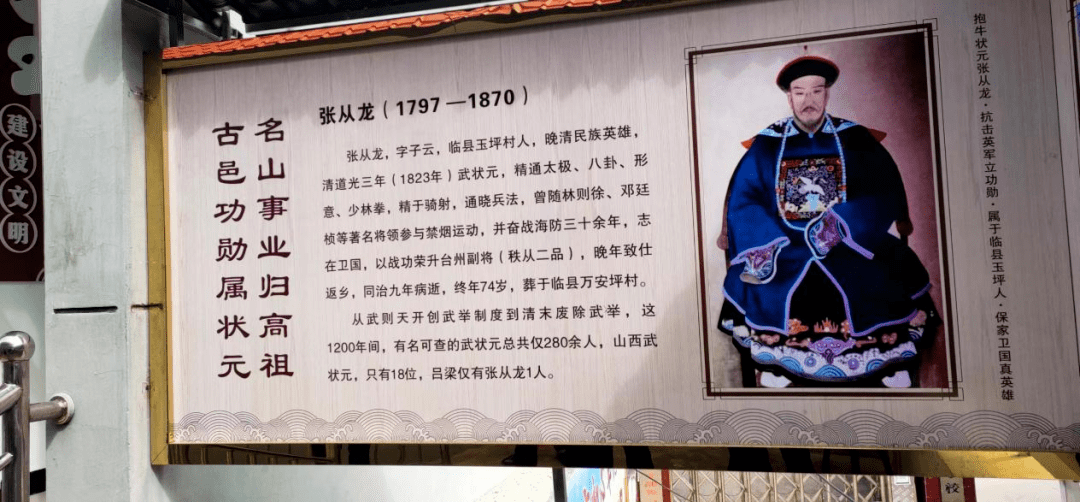 建设文明
古邑功勋属状元
名山事业归高祖
张从龙（1797—1870）
张从龙，字子云，临县玉坪村人，晚清民族英雄，
清道光三年（1823年）武状元，精通太极、八卦、形
意、少林拳，精于骑射，通晓兵法，曾随林则徐、邓廷
桢等著名将领参与禁烟运动，并奋战海防三十余年，志
在卫国，以战功荣升台州副将（秩从二品），晚年致仕
返乡，同治九年病逝，终年74岁，葬于临县万安坪村。
从武则天开创武举制度到清末废除武举，这
1200年间，有名可查的武状元总共仅280余人，山西武
状元，只有18位，吕梁仅有张从龙1人。
抱牛状元张从龙·抗击英军立功勋·属于临县玉坪人·保家卫国真英雄
校